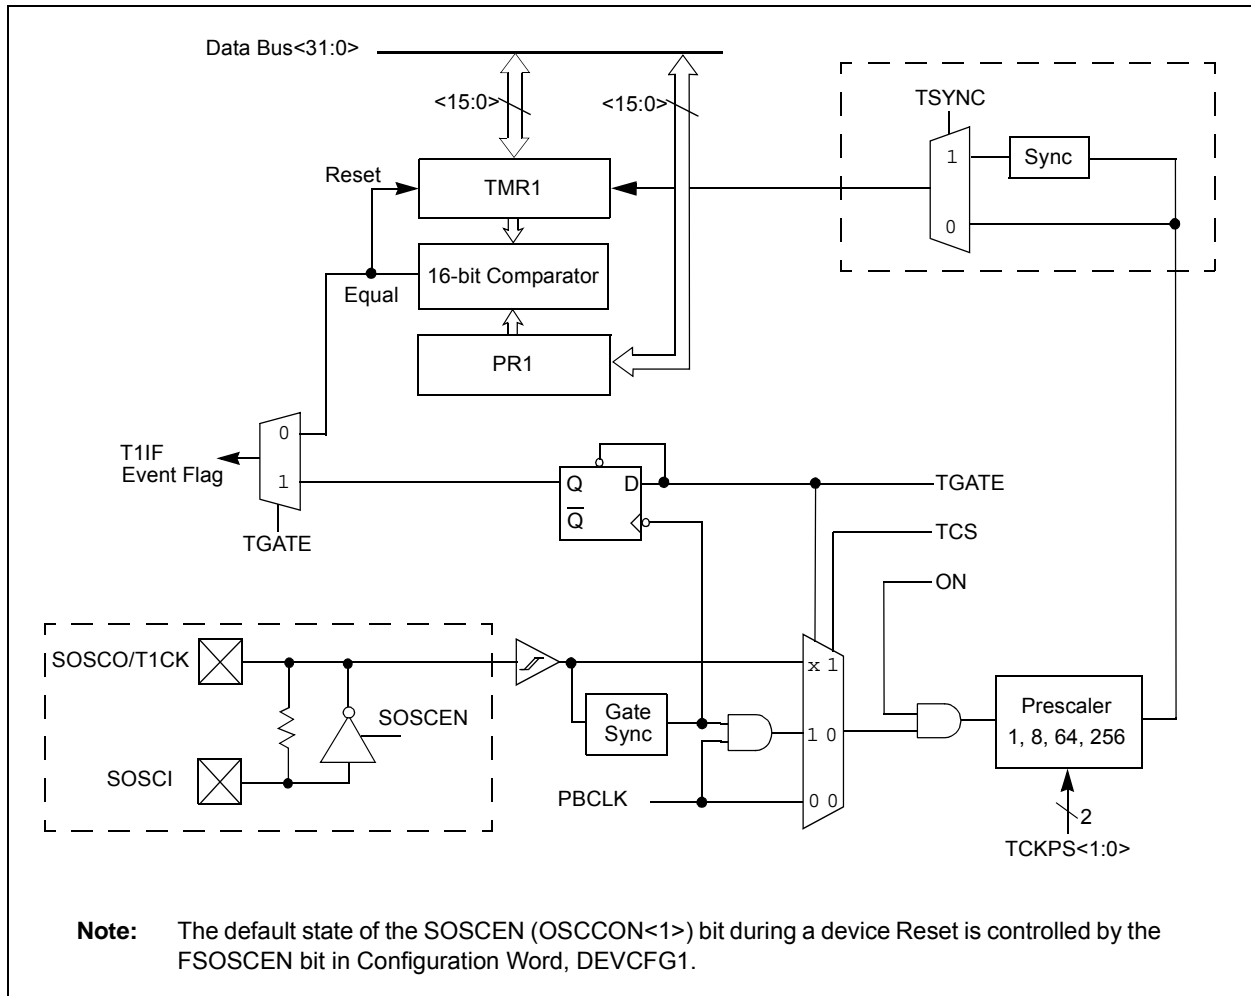 Data Bus<31:0>
<15:0>
<15:0>
TSYNC
1
Sync
0
Reset
TMR1
16-bit Comparator
Equal
PR1
0
1
T1IF
Event Flag
TGATE
Q
D
Q̅
TGATE
TCS
ON
SOSCO/T1CK
SOSCEN
SOSCI
Gate
Sync
PBCLK
x 1
1 0
0 0
Prescaler
1, 8, 64, 256
2
TCKPS<1:0>
Note: The default state of the SOSCEN (OSCCON<1>) bit during a device Reset is controlled by the
FSOSCEN bit in Configuration Word, DEVCFG1.